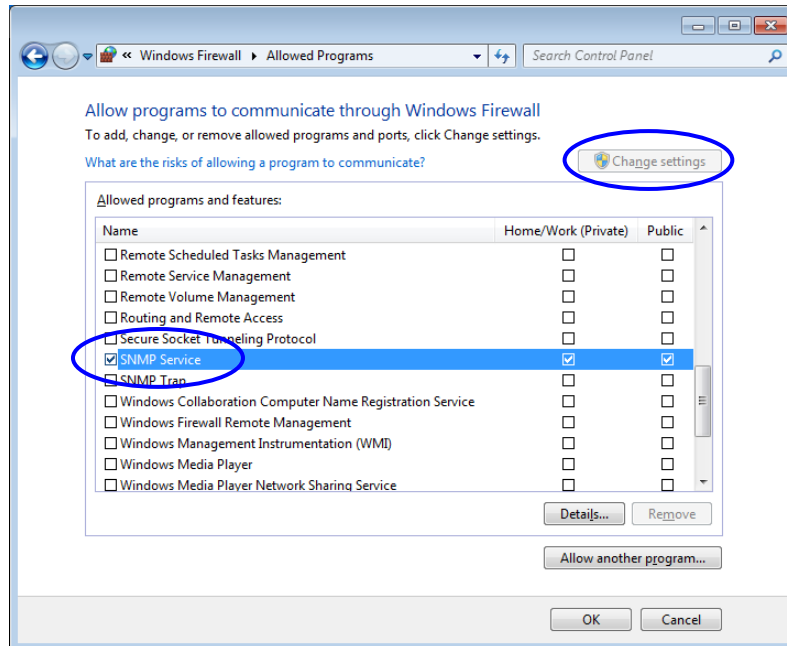 « Windows Firewall ▸ Allowed Programs
Search Control Panel
Allow programs to communicate through Windows Firewall
To add, change, or remove allowed programs and ports, click Change settings.
What are the risks of allowing a program to communicate?
Change settings
Allowed programs and features:
Name Home/Work (Private) Public
Remote Scheduled Tasks Management
Remote Service Management
Remote Volume Management
Routing and Remote Access
Secure Socket Tunneling Protocol
SNMP Service
SNMP Trap
Windows Collaboration Computer Name Registration Service
Windows Firewall Remote Management
Windows Management Instrumentation (WMI)
Windows Media Player
Windows Media Player Network Sharing Service
Details... Remove
Allow another program...
OK Cancel